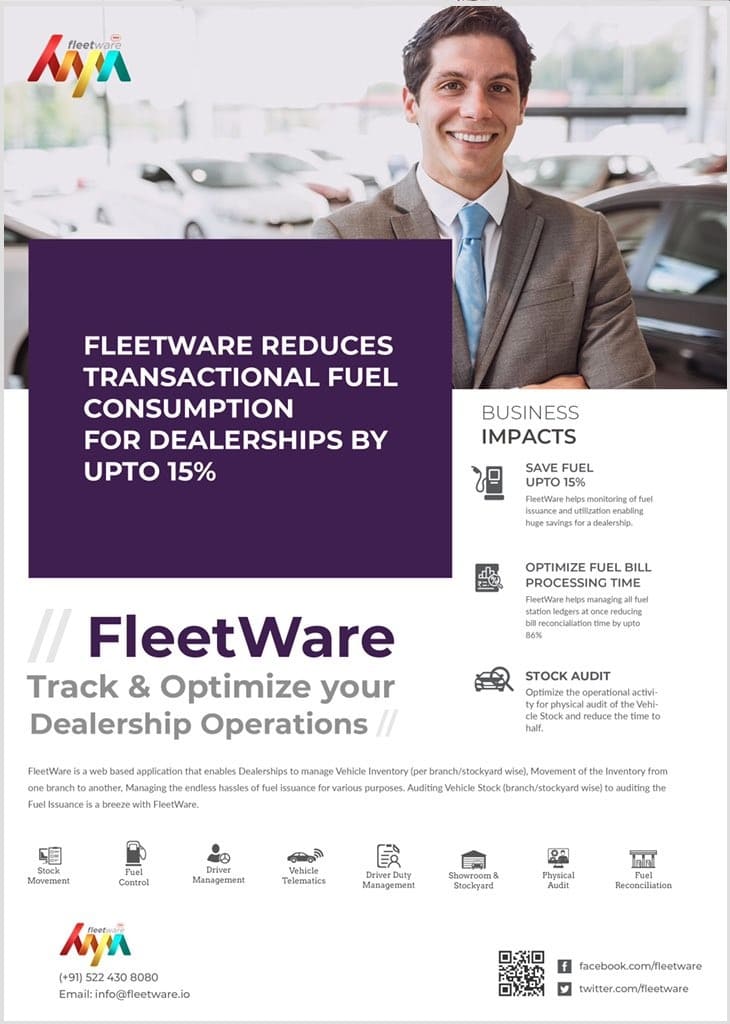 fleetware
FLEETWARE REDUCES
TRANSACTIONAL FUEL
CONSUMPTION
FOR DEALERSHIPS BY
UPTO 15%
BUSINESS
IMPACTS
SAVE FUEL
UPTO 15%
FleetWare helps monitoring of fuel
issuance and utilization enabling
huge savings for a dealership.
OPTIMIZE FUEL BILL
PROCESSING TIME
FleetWare helps managing all fuel
station ledgers at once reducing
bill reconcialiation time by upto
86%
STOCK AUDIT
Optimize the operational activi-
ty for physical audit of the Vehi-
cle Stock and reduce the time to
half.
// FleetWare
Track & Optimize your
Dealership Operations //
FleetWare is a web based application that enables Dealerships to manage Vehicle Inventory (per branch/stockyard wise), Movement of the Inventory from
one branch to another, Managing the endless hassles of fuel issuance for various purposes. Auditing Vehicle Stock (branch/stockyard wise) to auditing the
Fuel Issuance is a breeze with FleetWare.
Stock
Movement
Fuel
Control
Driver
Management
Vehicle
Telematics
Driver Duty
Management
Showroom &
Stockyard
Physical
Audit
Fuel
Reconciliation
fleetware
(+91) 522 430 8080
Email: info@fleetware.io
facebook.com/fleetware
twitter.com/fleetware